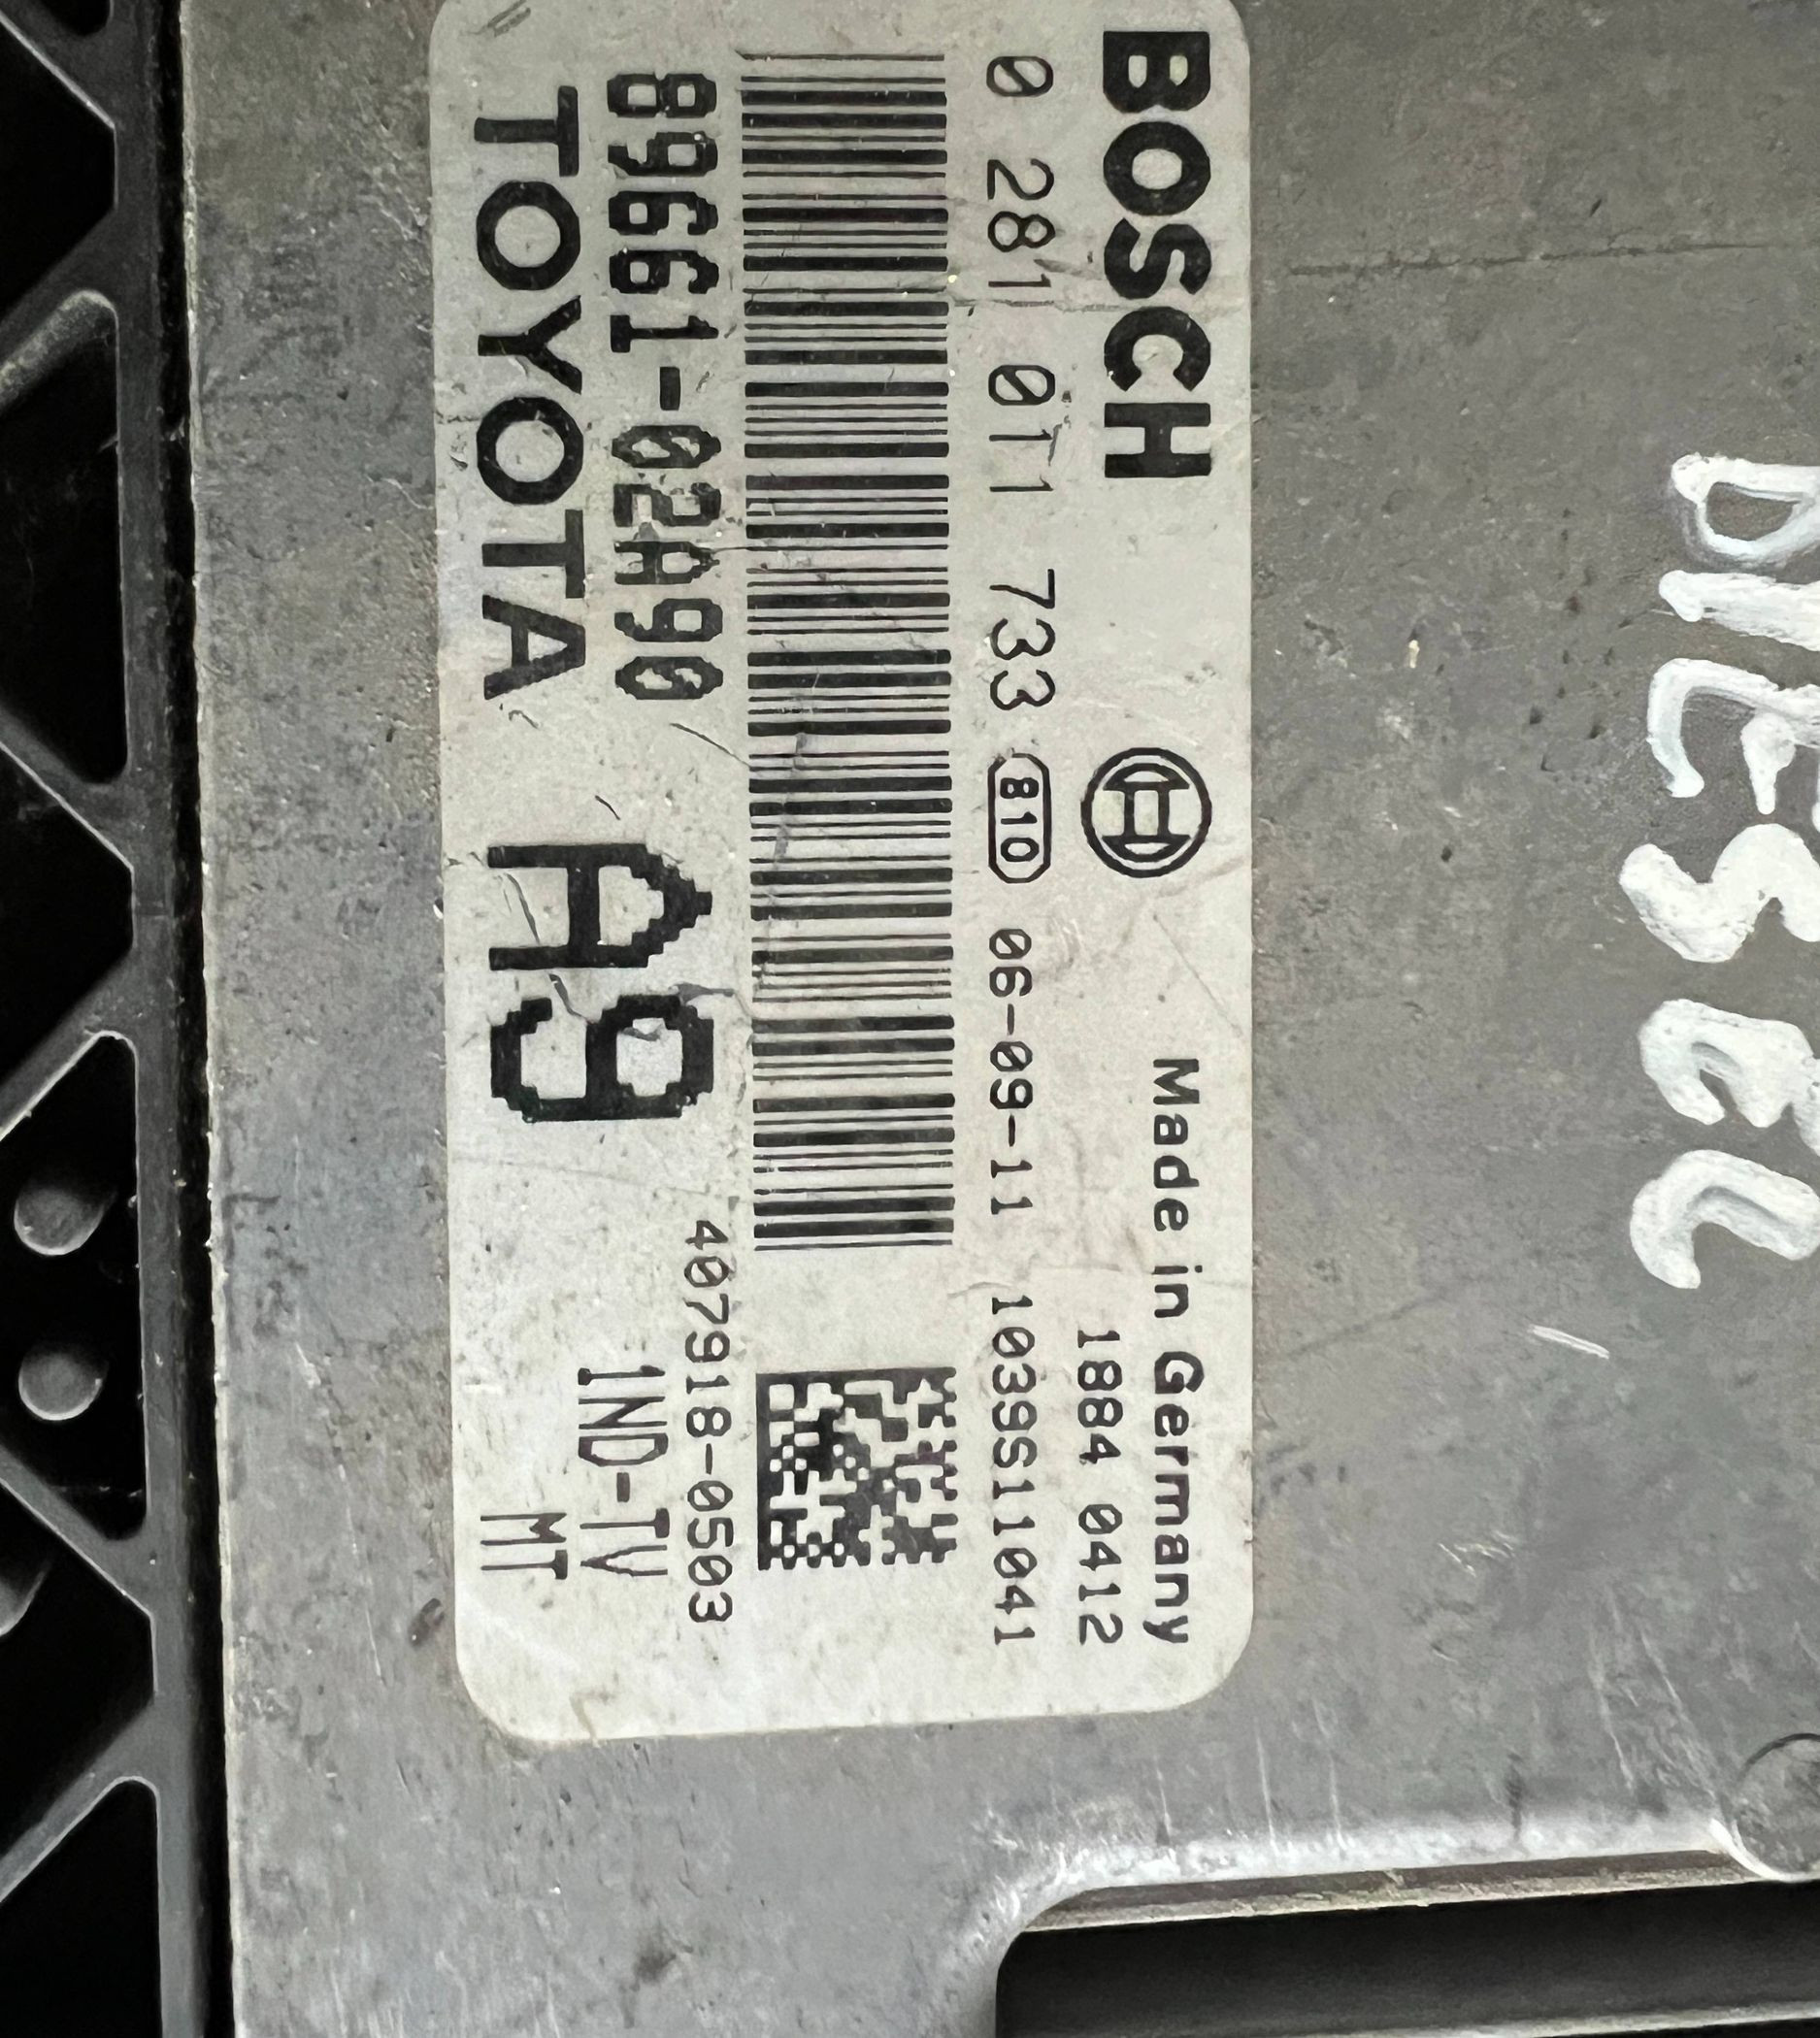 BOSCH
Made in Germany
1884 0412
0 281 011 733 810 06-09-11 1039S11041
407918-0503
89661-02A90
A9
1ND-TV
TOYOTA
MT